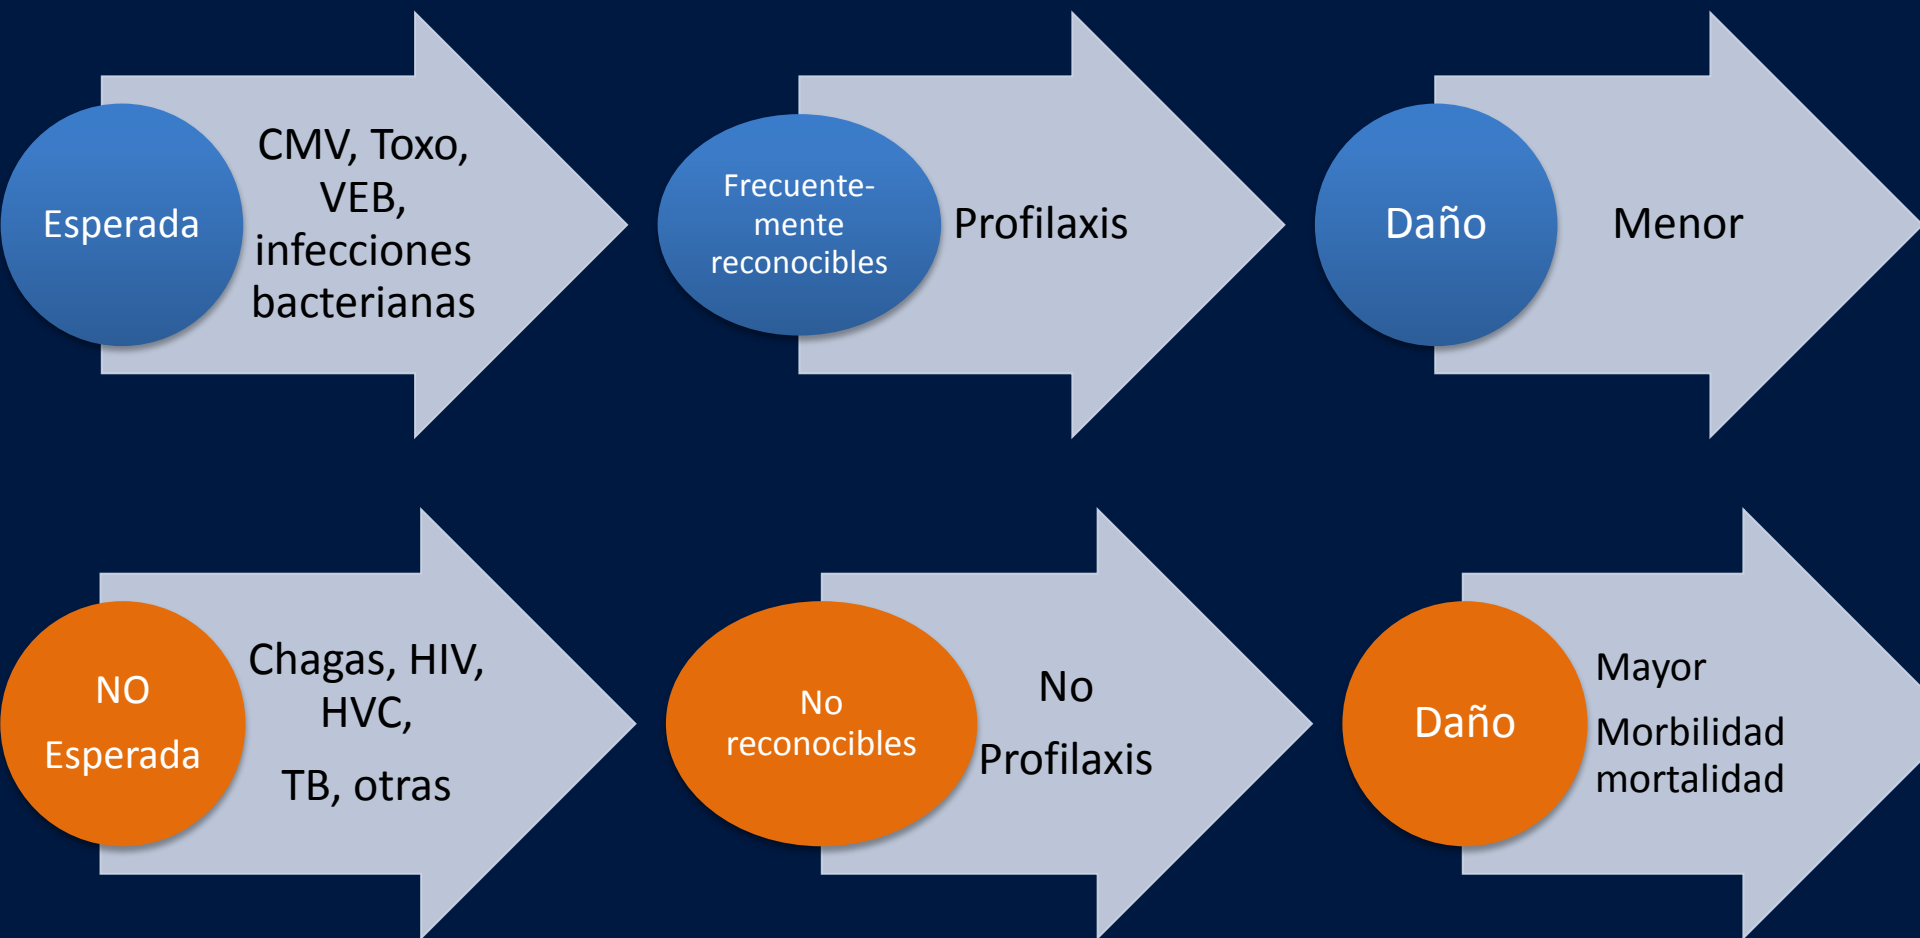 Esperada
CMV, Toxo,
VEB,
infecciones
bacterianas
Frecuente-
mente
reconocibles
Profilaxis
Daño
Menor
NO
Esperada
Chagas, HIV,
HVC,
TB, otras
No
reconocibles
No
Profilaxis
Daño
Mayor
Morbilidad
mortalidad